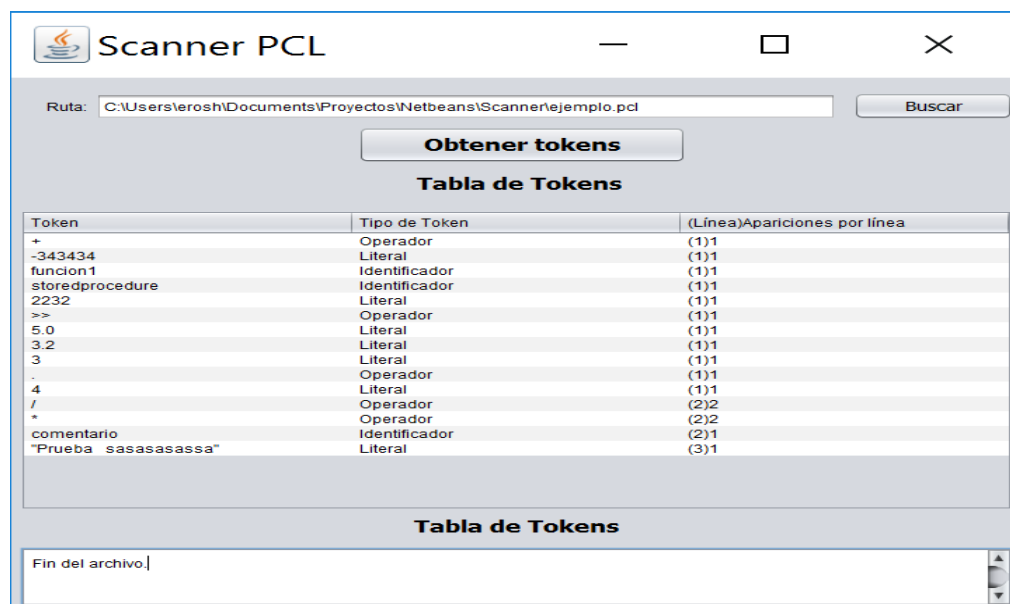 Scanner PCL
Ruta: C:\Users\erosh\Documents\Proyectos\Netbeans\Scanner\ejemplo.pcl Buscar
Obtener tokens
Tabla de Tokens
Token Tipo de Token (Línea)Apariciones por línea
+ Operador (1)1
-343434 Literal (1)1
funcion1 Identificador (1)1
storedprocedure Identificador (1)1
2232 Literal (1)1
>> Operador (1)1
5.0 Literal (1)1
3.2 Literal (1)1
3 Literal (1)1
. Operador (1)1
4 Literal (1)1
/ Operador (2)2
* Operador (2)2
comentario Identificador (2)1
"Prueba sasasasassa" Literal (3)1
Tabla de Tokens
Fin del archivo.